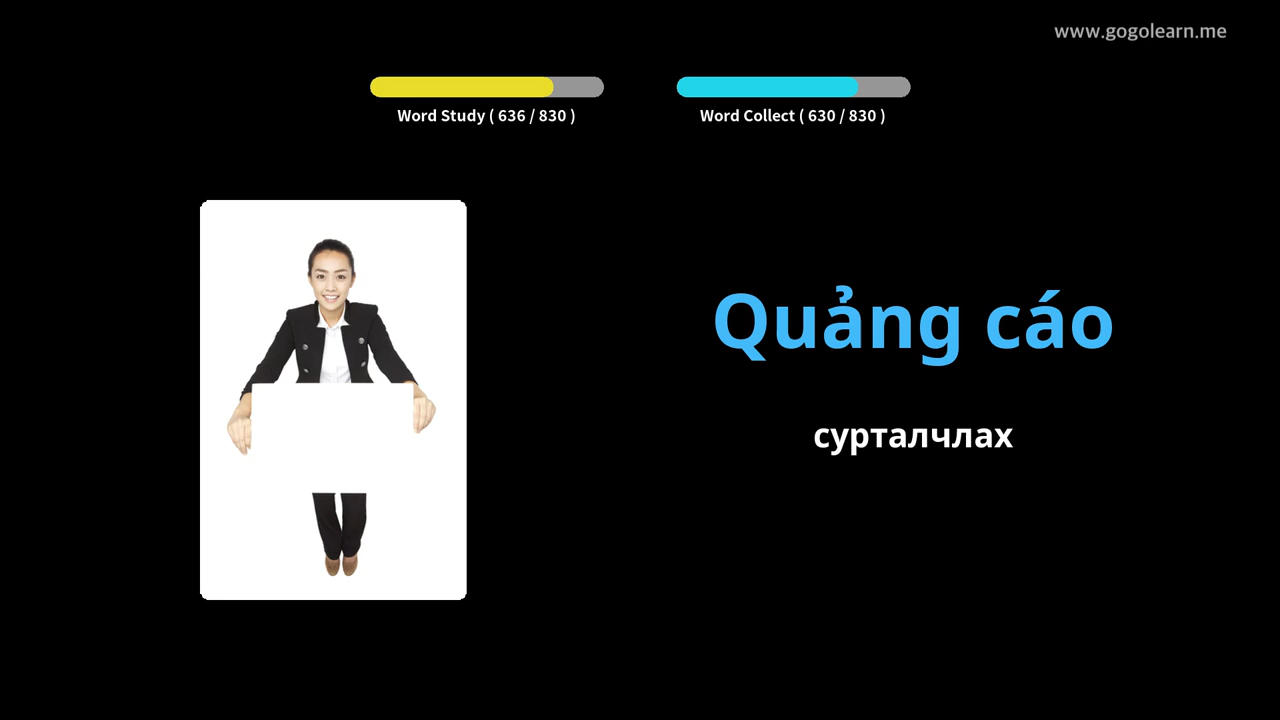 www.gogolearn.me
Word Study ( 636 / 830 )
Word Collect ( 630 / 830 )
Quảng cáo
сурталчлах